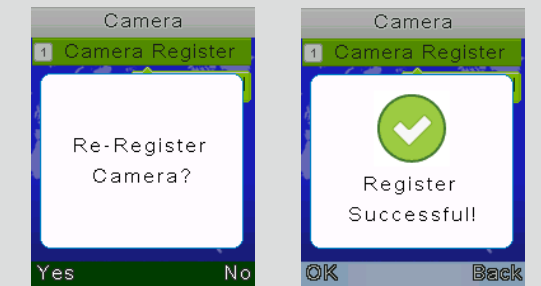 Camera
1 Camera Register
Re-Register
Camera?
Yes No
Camera
1 Camera Register
Register
Successful!
OK Back